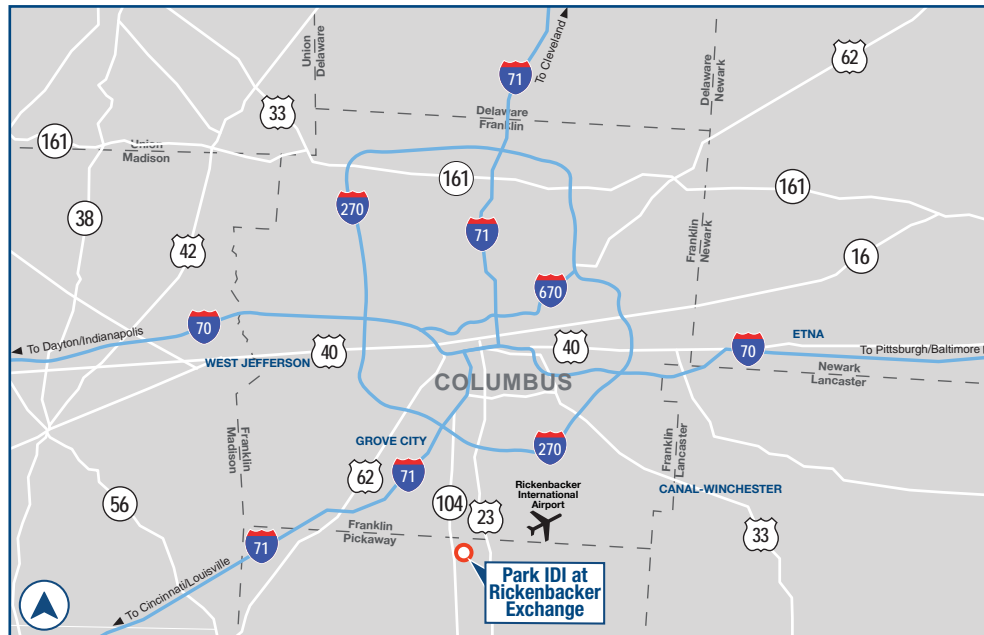 To Cleveland
71
62
Union
Delaware
Delaware
Newark
33
Delaware
Franklin
161
Union
Madison
161
161
270
38
71
42
Franklin
Newark
16
670
70
To Dayton/Indianapolis
40
40
ETNA
70
To Pittsburgh/Baltimore
WEST JEFFERSON
Newark
Lancaster
COLUMBUS
Franklin
Madison
GROVE CITY
270
Franklin
Lancaster
62
71
Rickenbacker
International
Airport
CANAL-WINCHESTER
56
104
23
33
Franklin
Pickaway
71
Park IDI at
Rickenbacker
Exchange
To Cincinnati/Louisville